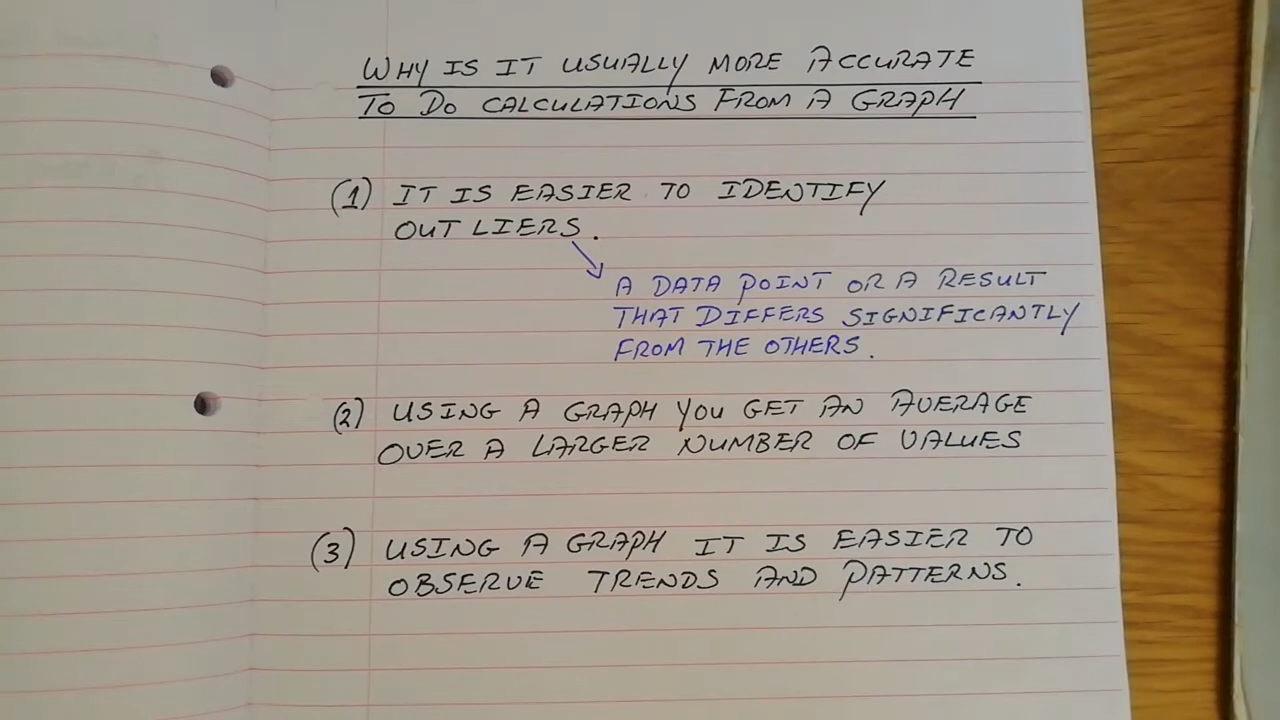 WHY IS IT USUALLY MORE ACCURATE
TO DO CALCULATIONS FROM A GRAPH
(1) IT IS EASIER TO IDENTIFY
OUTLIERS.
A DATA POINT OR A RESULT
THAT DIFFERS SIGNIFICANTLY
FROM THE OTHERS.
(2) USING A GRAPH YOU GET AN AVERAGE
OVER A LARGER NUMBER OF VALUES
(3) USING A GRAPH IT IS EASIER TO
OBSERVE TRENDS AND PATTERNS.